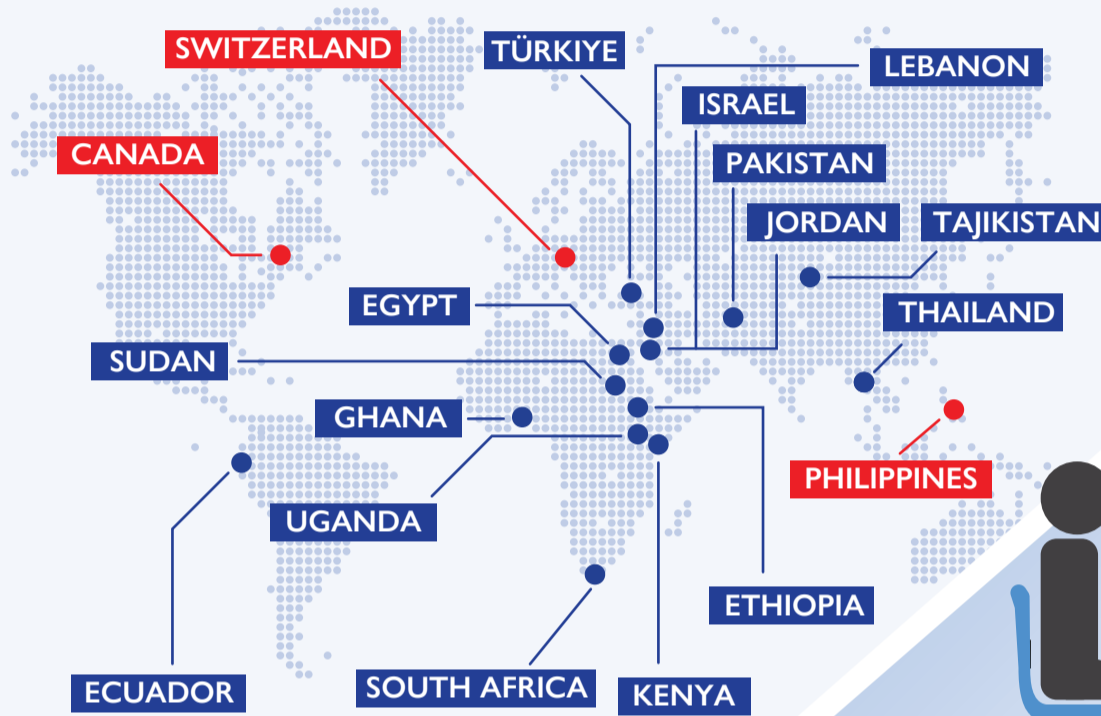 SWITZERLAND
TÜRKIYE
LEBANON
ISRAEL
CANADA
PAKISTAN
JORDAN
TAJIKISTAN
EGYPT
THAILAND
SUDAN
GHANA
PHILIPPINES
UGANDA
ETHIOPIA
ECUADOR
SOUTH AFRICA
KENYA